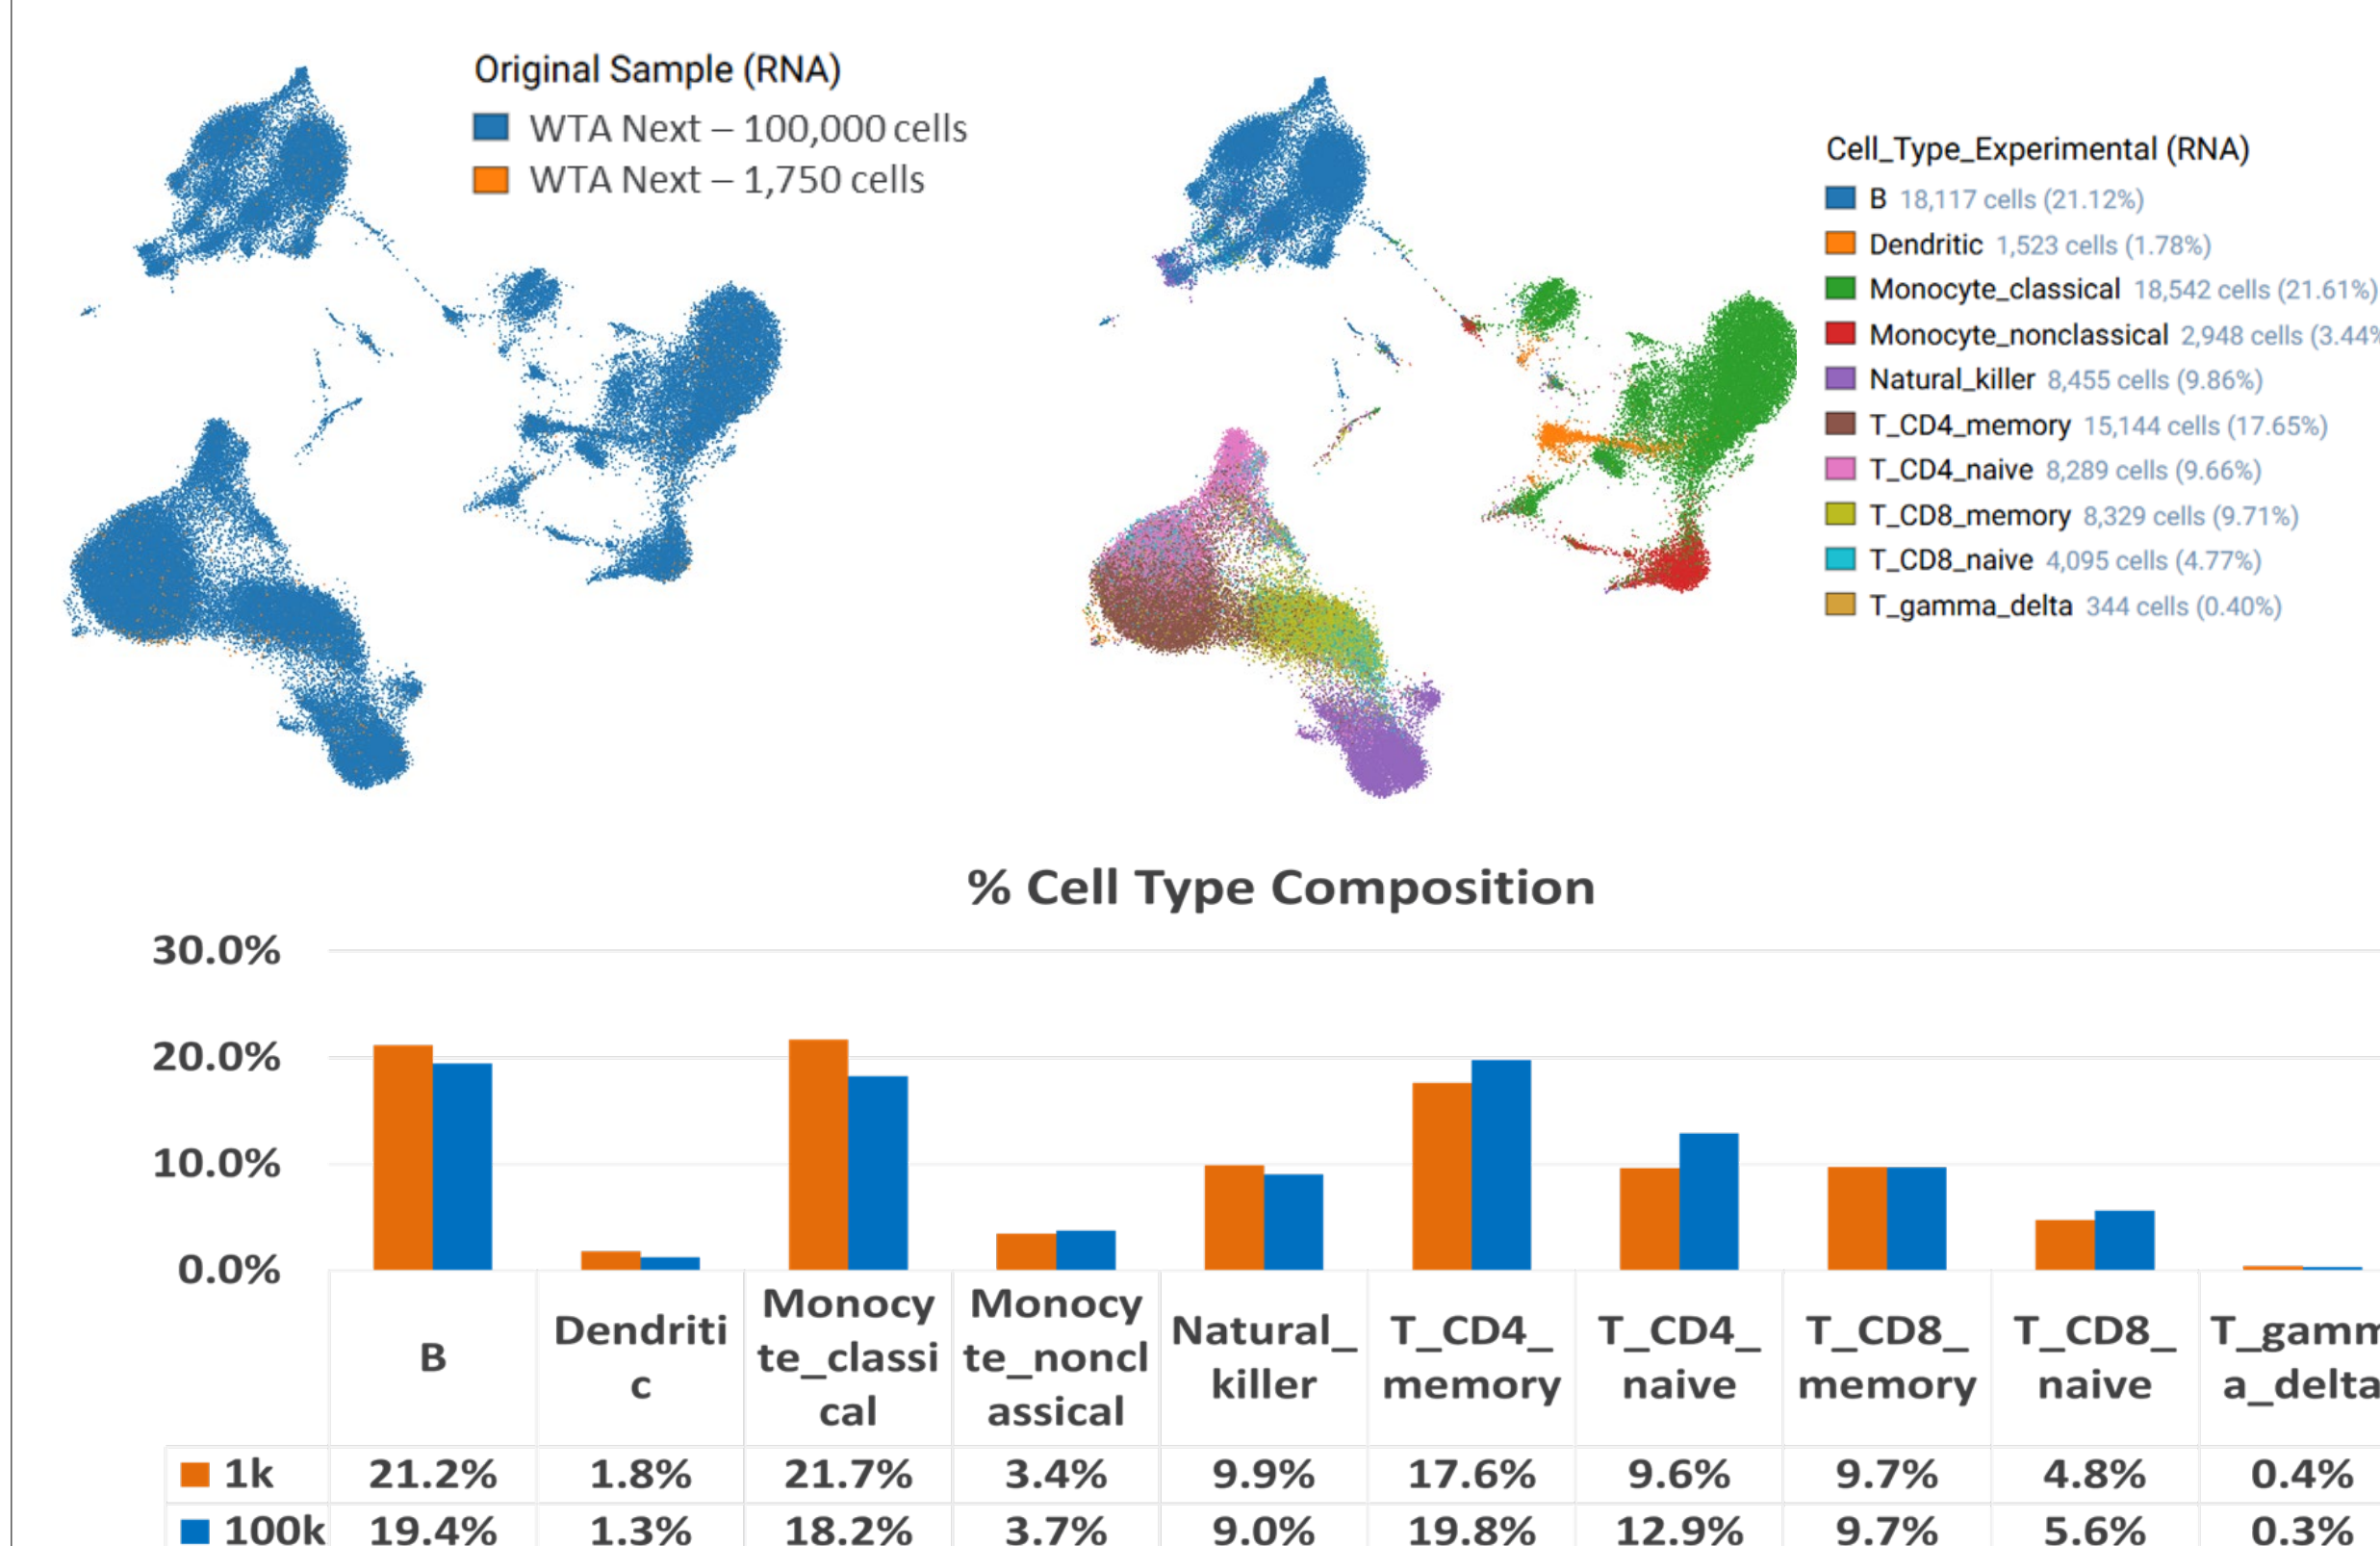 Original Sample (RNA)
WTA Next – 100,000 cells
WTA Next – 1,750 cells
Cell_Type_Experimental (RNA)
B 18,117 cells (21.12%)
Dendritic 1,523 cells (1.78%)
Monocyte_classical 18,542 cells (21.61%)
Monocyte_nonclassical 2,948 cells (3.44%
Natural_killer 8,455 cells (9.86%)
T_CD4_memory 15,144 cells (17.65%)
T_CD4_naive 8,289 cells (9.66%)
T_CD8_memory 8,329 cells (9.71%)
T_CD8_naive 4,095 cells (4.77%)
T_gamma_delta 344 cells (0.40%)
% Cell Type Composition
30.0%
20.0%
10.0%
0.0%
B
Dendriti
c
Monocy
te_classi
cal
Monocy
te_noncl
assical
Natural_
killer
T_CD4_
memory
T_CD4_
naive
T_CD8_
memory
T_CD8_
naive
T_gamm
a_delta
1k 21.2% 1.8% 21.7% 3.4% 9.9% 17.6% 9.6% 9.7% 4.8% 0.4%
100k 19.4% 1.3% 18.2% 3.7% 9.0% 19.8% 12.9% 9.7% 5.6% 0.3%